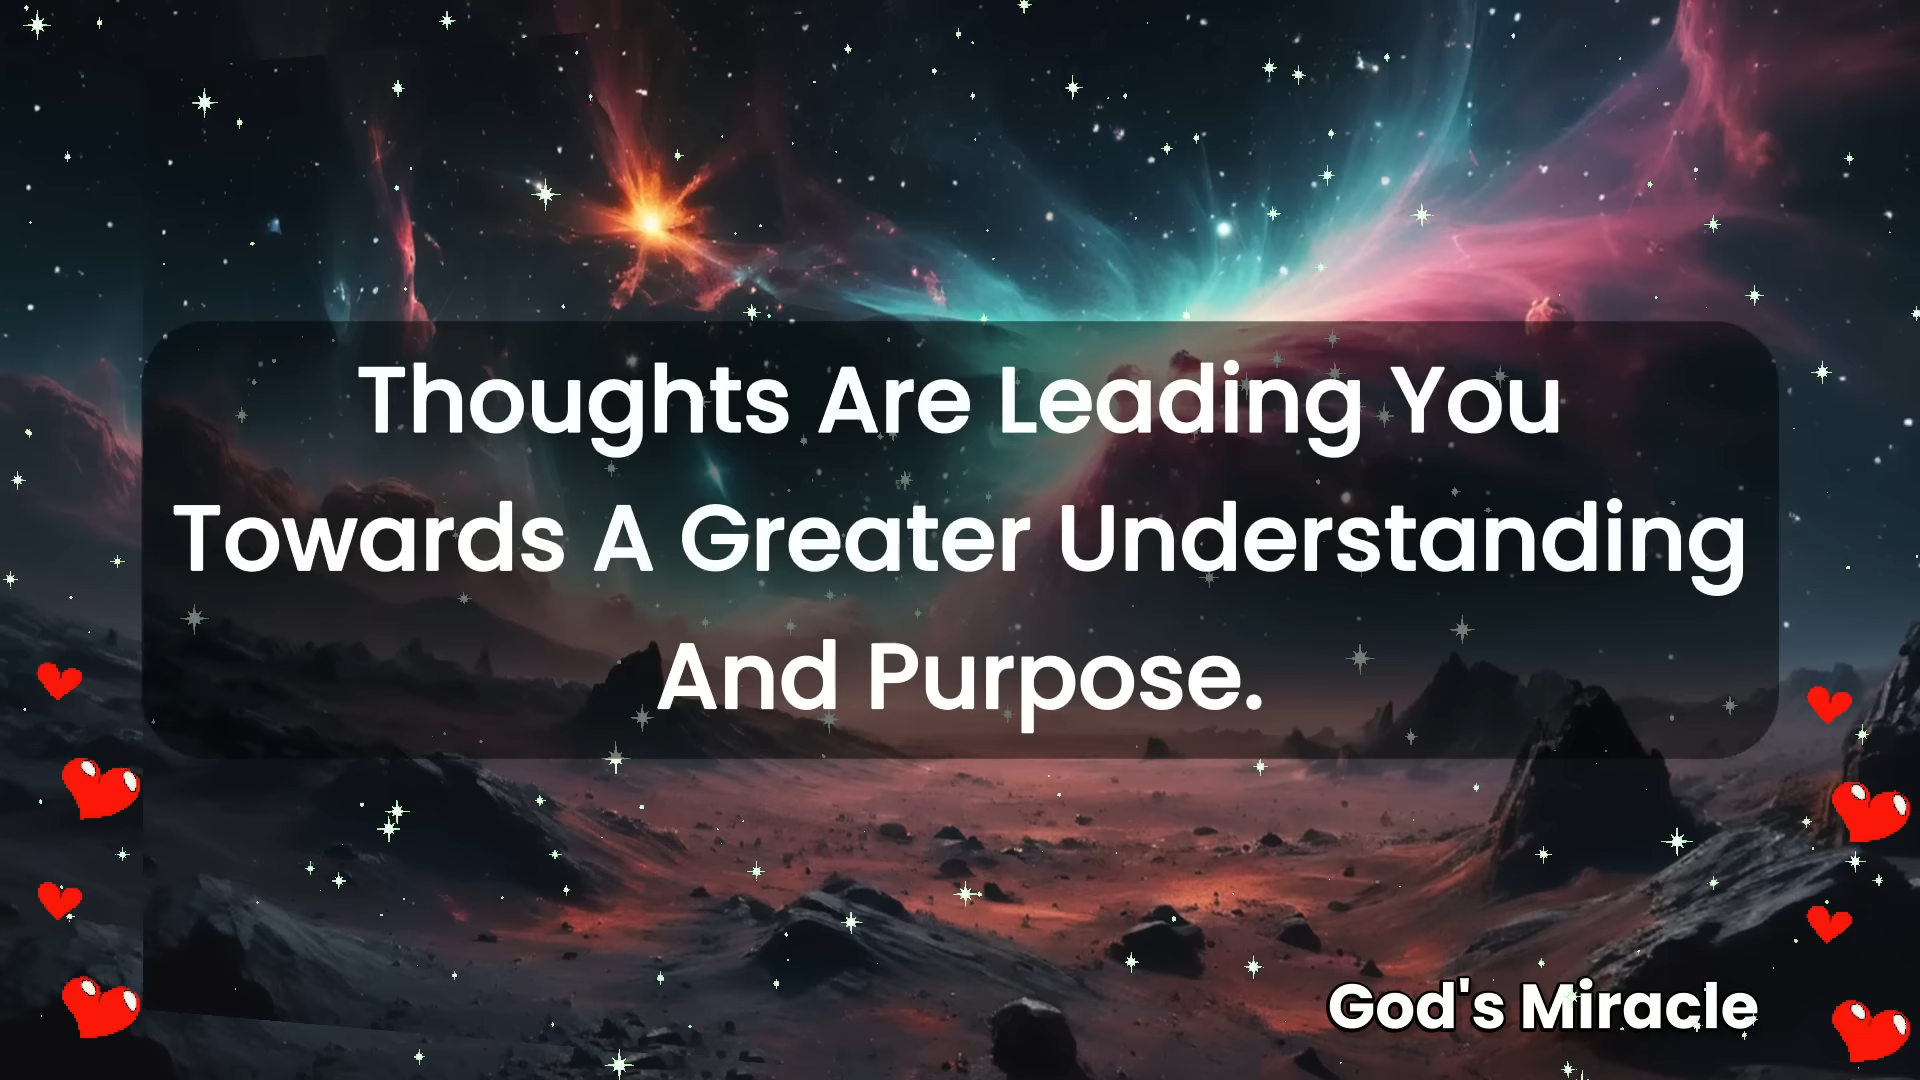 Thoughts Are Leading You
Towards A Greater Understanding
And Purpose.
God's Miracle